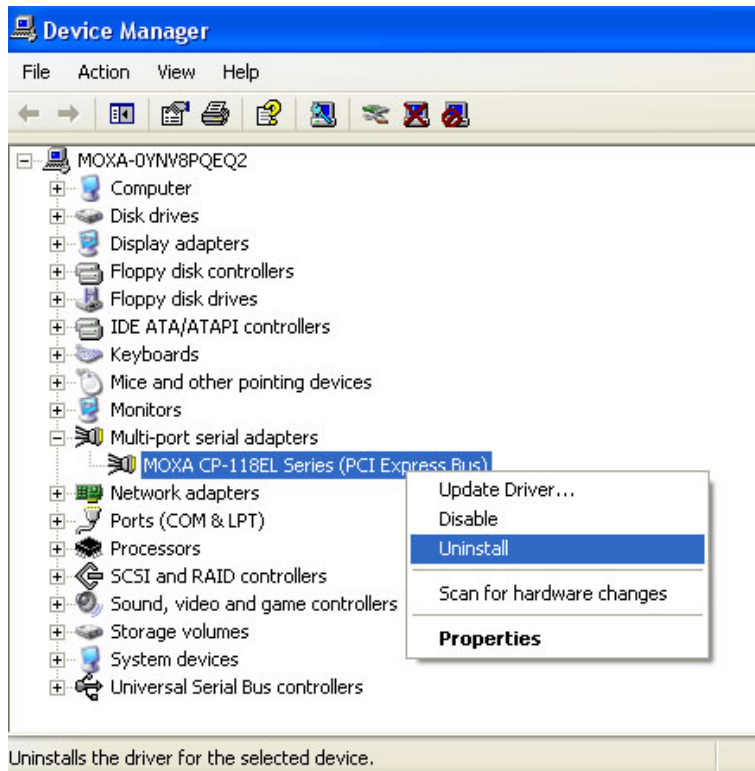 Device Manager
File Action View Help
MOXA-0YNV8PQEQ2
Computer
Disk drives
Display adapters
Floppy disk controllers
Floppy disk drives
IDE ATA/ATAPI controllers
Keyboards
Mice and other pointing devices
Monitors
Multi-port serial adapters
MOXA CP-118EL Series (PCI Express Bus)
Network adapters
Ports (COM & LPT)
Processors
SCSI and RAID controllers
Sound, video and game controllers
Storage volumes
System devices
Universal Serial Bus controllers
Update Driver...
Disable
Uninstall
Scan for hardware changes
Properties
Uninstalls the driver for the selected device.